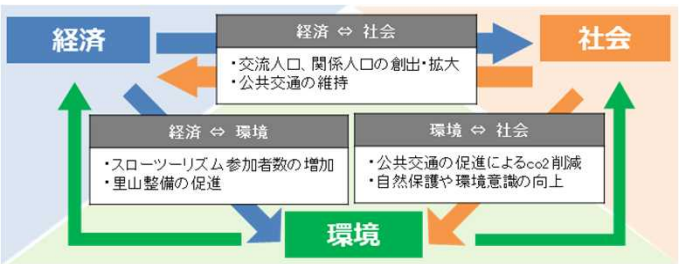 経済
経済 ⇔ 社会
社会
・交流人口、関係人口の創出・拡大
・公共交通の維持
経済 ⇔ 環境
・スローツーリズム参加者数の増加
・里山整備の促進
環境 ⇔ 社会
・公共交通の促進によるco2削減
・自然保護や環境意識の向上
環境